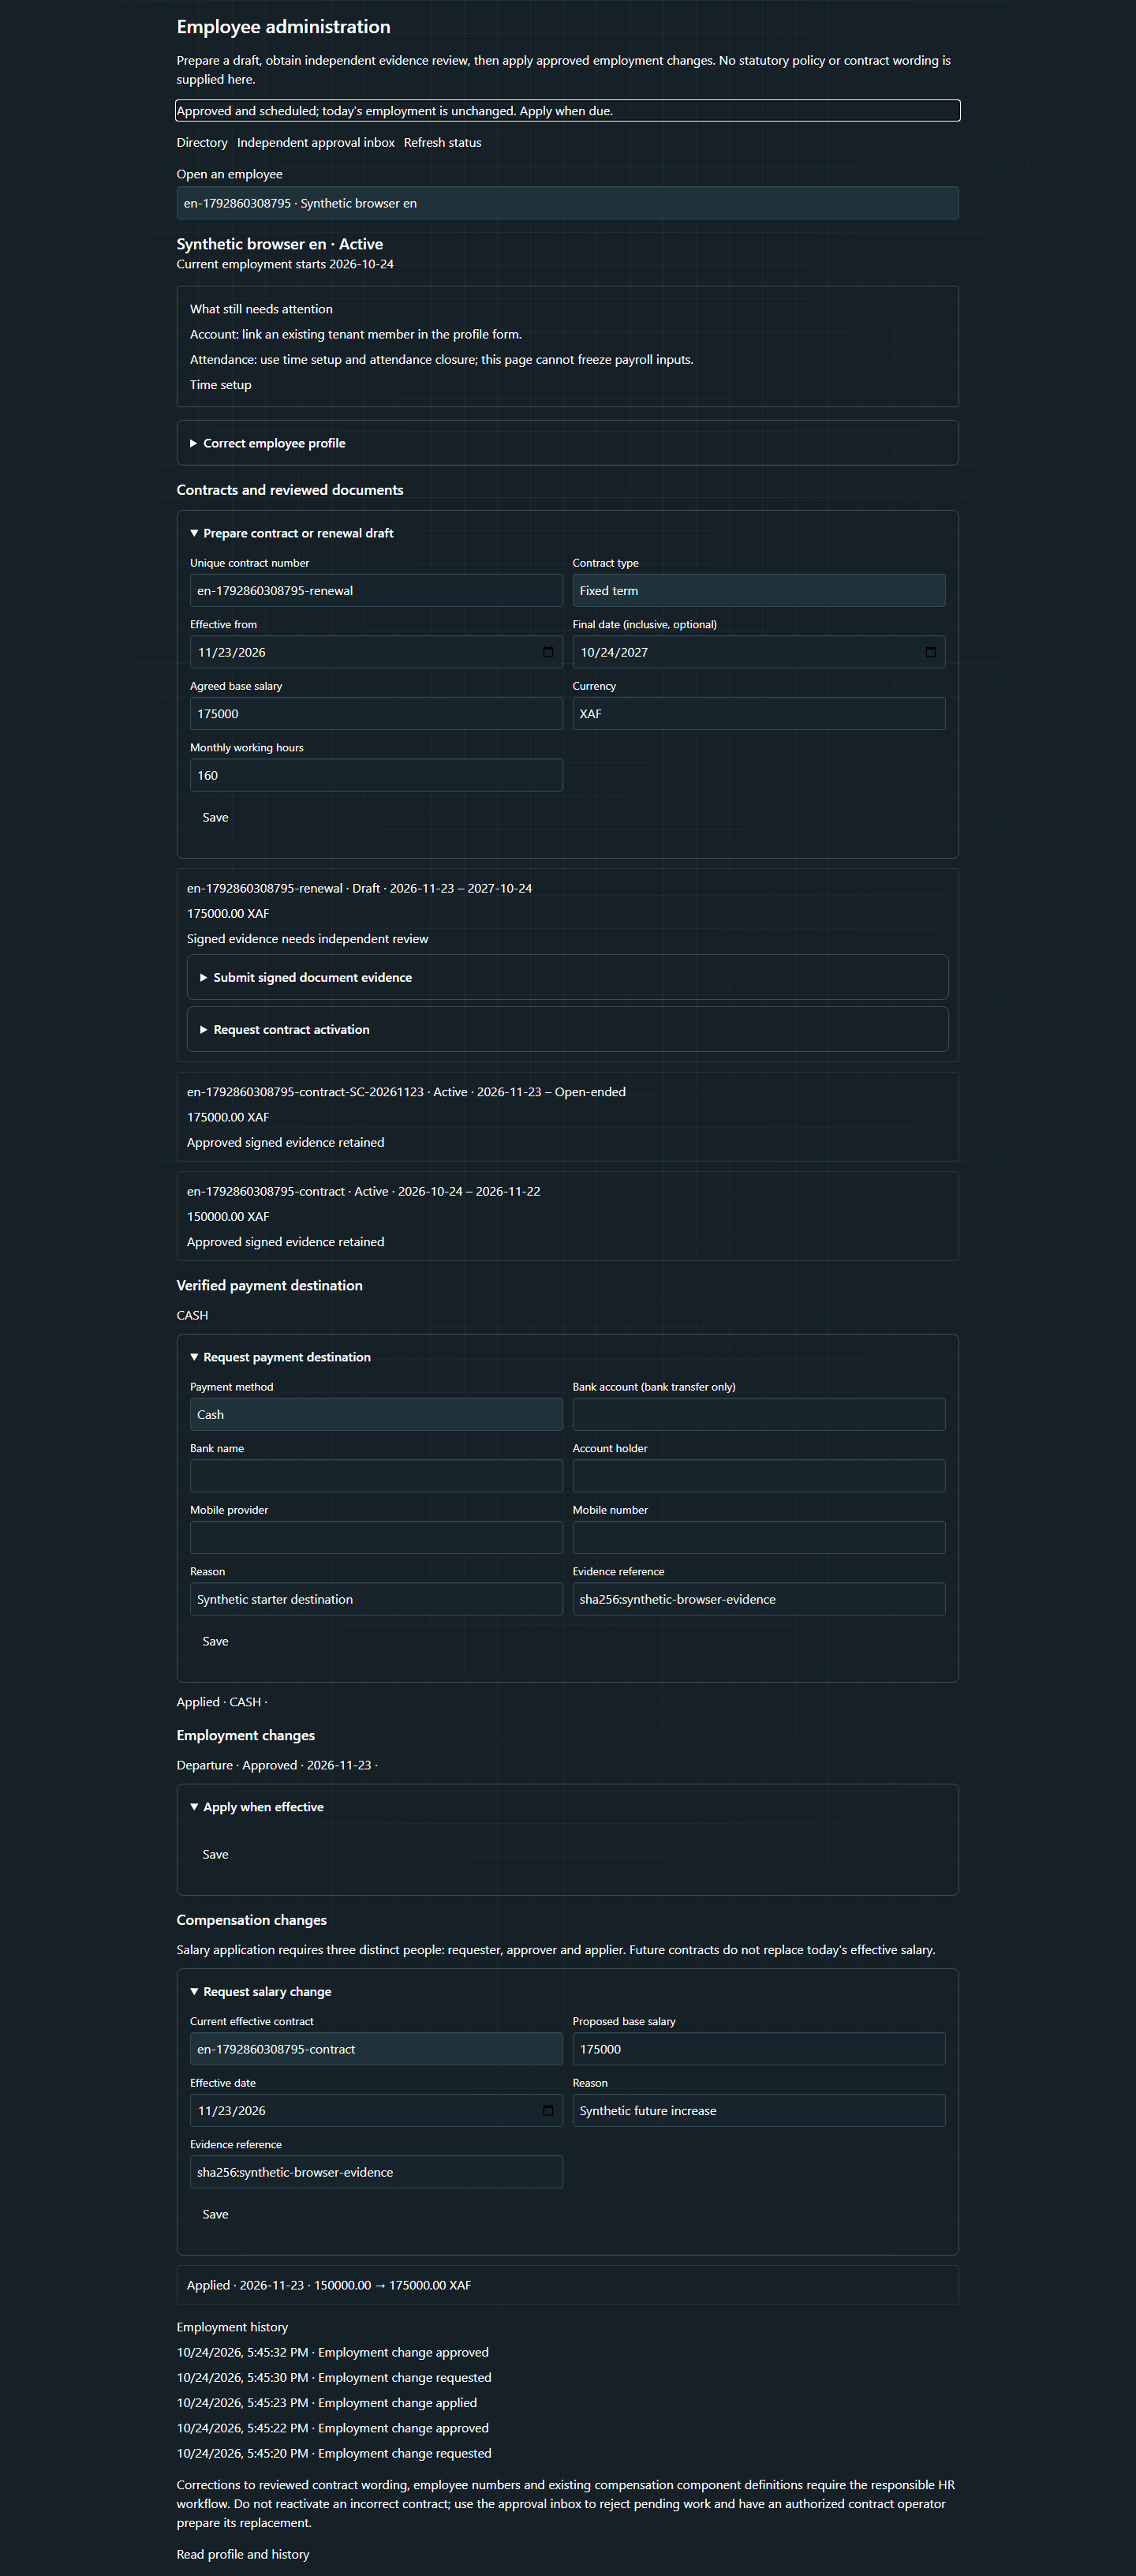 Employee administration
Prepare a draft, obtain independent evidence review, then apply approved employment changes. No statutory policy or contract wording is
supplied here.
Approved and scheduled; today's employment is unchanged. Apply when due.
Directory Independent approval inbox Refresh status
Open an employee
en-1792860308795 · Synthetic browser en
Synthetic browser en · Active
Current employment starts 2026-10-24
What still needs attention
Account: link an existing tenant member in the profile form.
Attendance: use time setup and attendance closure; this page cannot freeze payroll inputs.
Time setup
Correct employee profile
Contracts and reviewed documents
Prepare contract or renewal draft
Unique contract number
Contract type
en-1792860308795-renewal
Fixed term
Effective from
Final date (inclusive, optional)
11/23/2026
10/24/2027
Agreed base salary
Currency
175000
XAF
Monthly working hours
160
Save
en-1792860308795-renewal · Draft · 2026-11-23 – 2027-10-24
175000.00 XAF
Signed evidence needs independent review
Submit signed document evidence
Request contract activation
en-1792860308795-contract-SC-20261123 · Active · 2026-11-23 – Open-ended
175000.00 XAF
Approved signed evidence retained
en-1792860308795-contract · Active · 2026-10-24 – 2026-11-22
150000.00 XAF
Approved signed evidence retained
Verified payment destination
CASH
Request payment destination
Payment method
Bank account (bank transfer only)
Cash
Bank name
Account holder
Mobile provider
Mobile number
Reason
Evidence reference
Synthetic starter destination
sha256:synthetic-browser-evidence
Save
Applied · CASH ·
Employment changes
Departure · Approved · 2026-11-23 ·
Apply when effective
Save
Compensation changes
Salary application requires three distinct people: requester, approver and applier. Future contracts do not replace today's effective salary.
Request salary change
Current effective contract
Proposed base salary
en-1792860308795-contract
175000
Effective date
Reason
11/23/2026
Synthetic future increase
Evidence reference
sha256:synthetic-browser-evidence
Save
Applied · 2026-11-23 · 150000.00 → 175000.00 XAF
Employment history
10/24/2026, 5:45:32 PM · Employment change approved
10/24/2026, 5:45:30 PM · Employment change requested
10/24/2026, 5:45:23 PM · Employment change applied
10/24/2026, 5:45:22 PM · Employment change approved
10/24/2026, 5:45:20 PM · Employment change requested
Corrections to reviewed contract wording, employee numbers and existing compensation component definitions require the responsible HR
workflow. Do not reactivate an incorrect contract; use the approval inbox to reject pending work and have an authorized contract operator
prepare its replacement.
Read profile and history